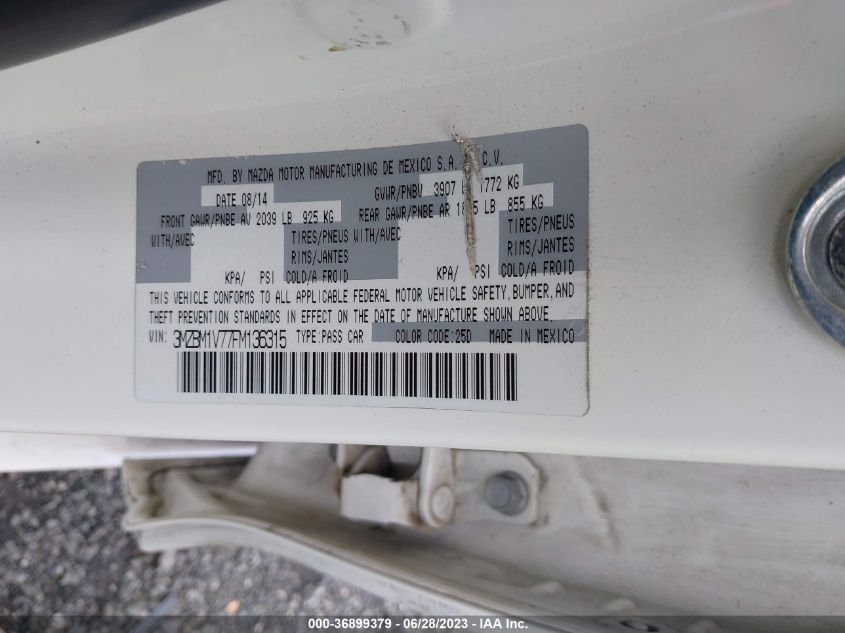 MFD. BY MAZDA MOTOR MANUFACTURING DE MEXICO S.A. C.V.
DATE 08/14 GVWR/PNBV 3907 1772 KG
FRONT GAWR/PNBE AV 2039 LB 925 KG REAR GAWR/PNBE AR LB 855 KG
WITH/AVEC TIRES/PNEUS WITH/AVEC TIRES/PNEUS
RIMS/JANTES RIMS/JANTES
KPA/ PSI COLD/A FROID KPA/ PSI COLD/A FROID
THIS VEHICLE CONFORMS TO ALL APPLICABLE FEDERAL MOTOR VEHICLE SAFETY, BUMPER, AND
THEFT PREVENTION STANDARDS IN EFFECT ON THE DATE OF MANUFACTURE SHOWN ABOVE.
VIN: 3MZBM1V77FM136315 TYPE:PASS CAR COLOR CODE:25D MADE IN MEXICO
000-36899379 - 06/28/2023 - IAA Inc.